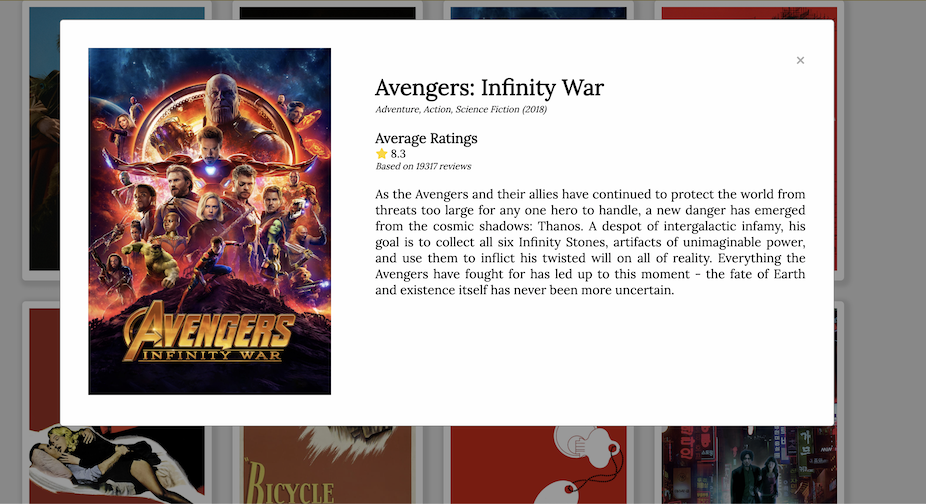 ×
Avengers: Infinity War
Adventure, Action, Science Fiction (2018)
Average Ratings
8.3
Based on 19317 reviews
As the Avengers and their allies have continued to protect the world from
threats too large for any one hero to handle, a new danger has emerged
from the cosmic shadows: Thanos. A despot of intergalactic infamy, his
goal is to collect all six Infinity Stones, artifacts of unimaginable power,
and use them to inflict his twisted will on all of reality. Everything the
Avengers have fought for has led up to this moment - the fate of Earth
and existence itself has never been more uncertain.
AVENGERS
INFINITY WAR
BICYCLE